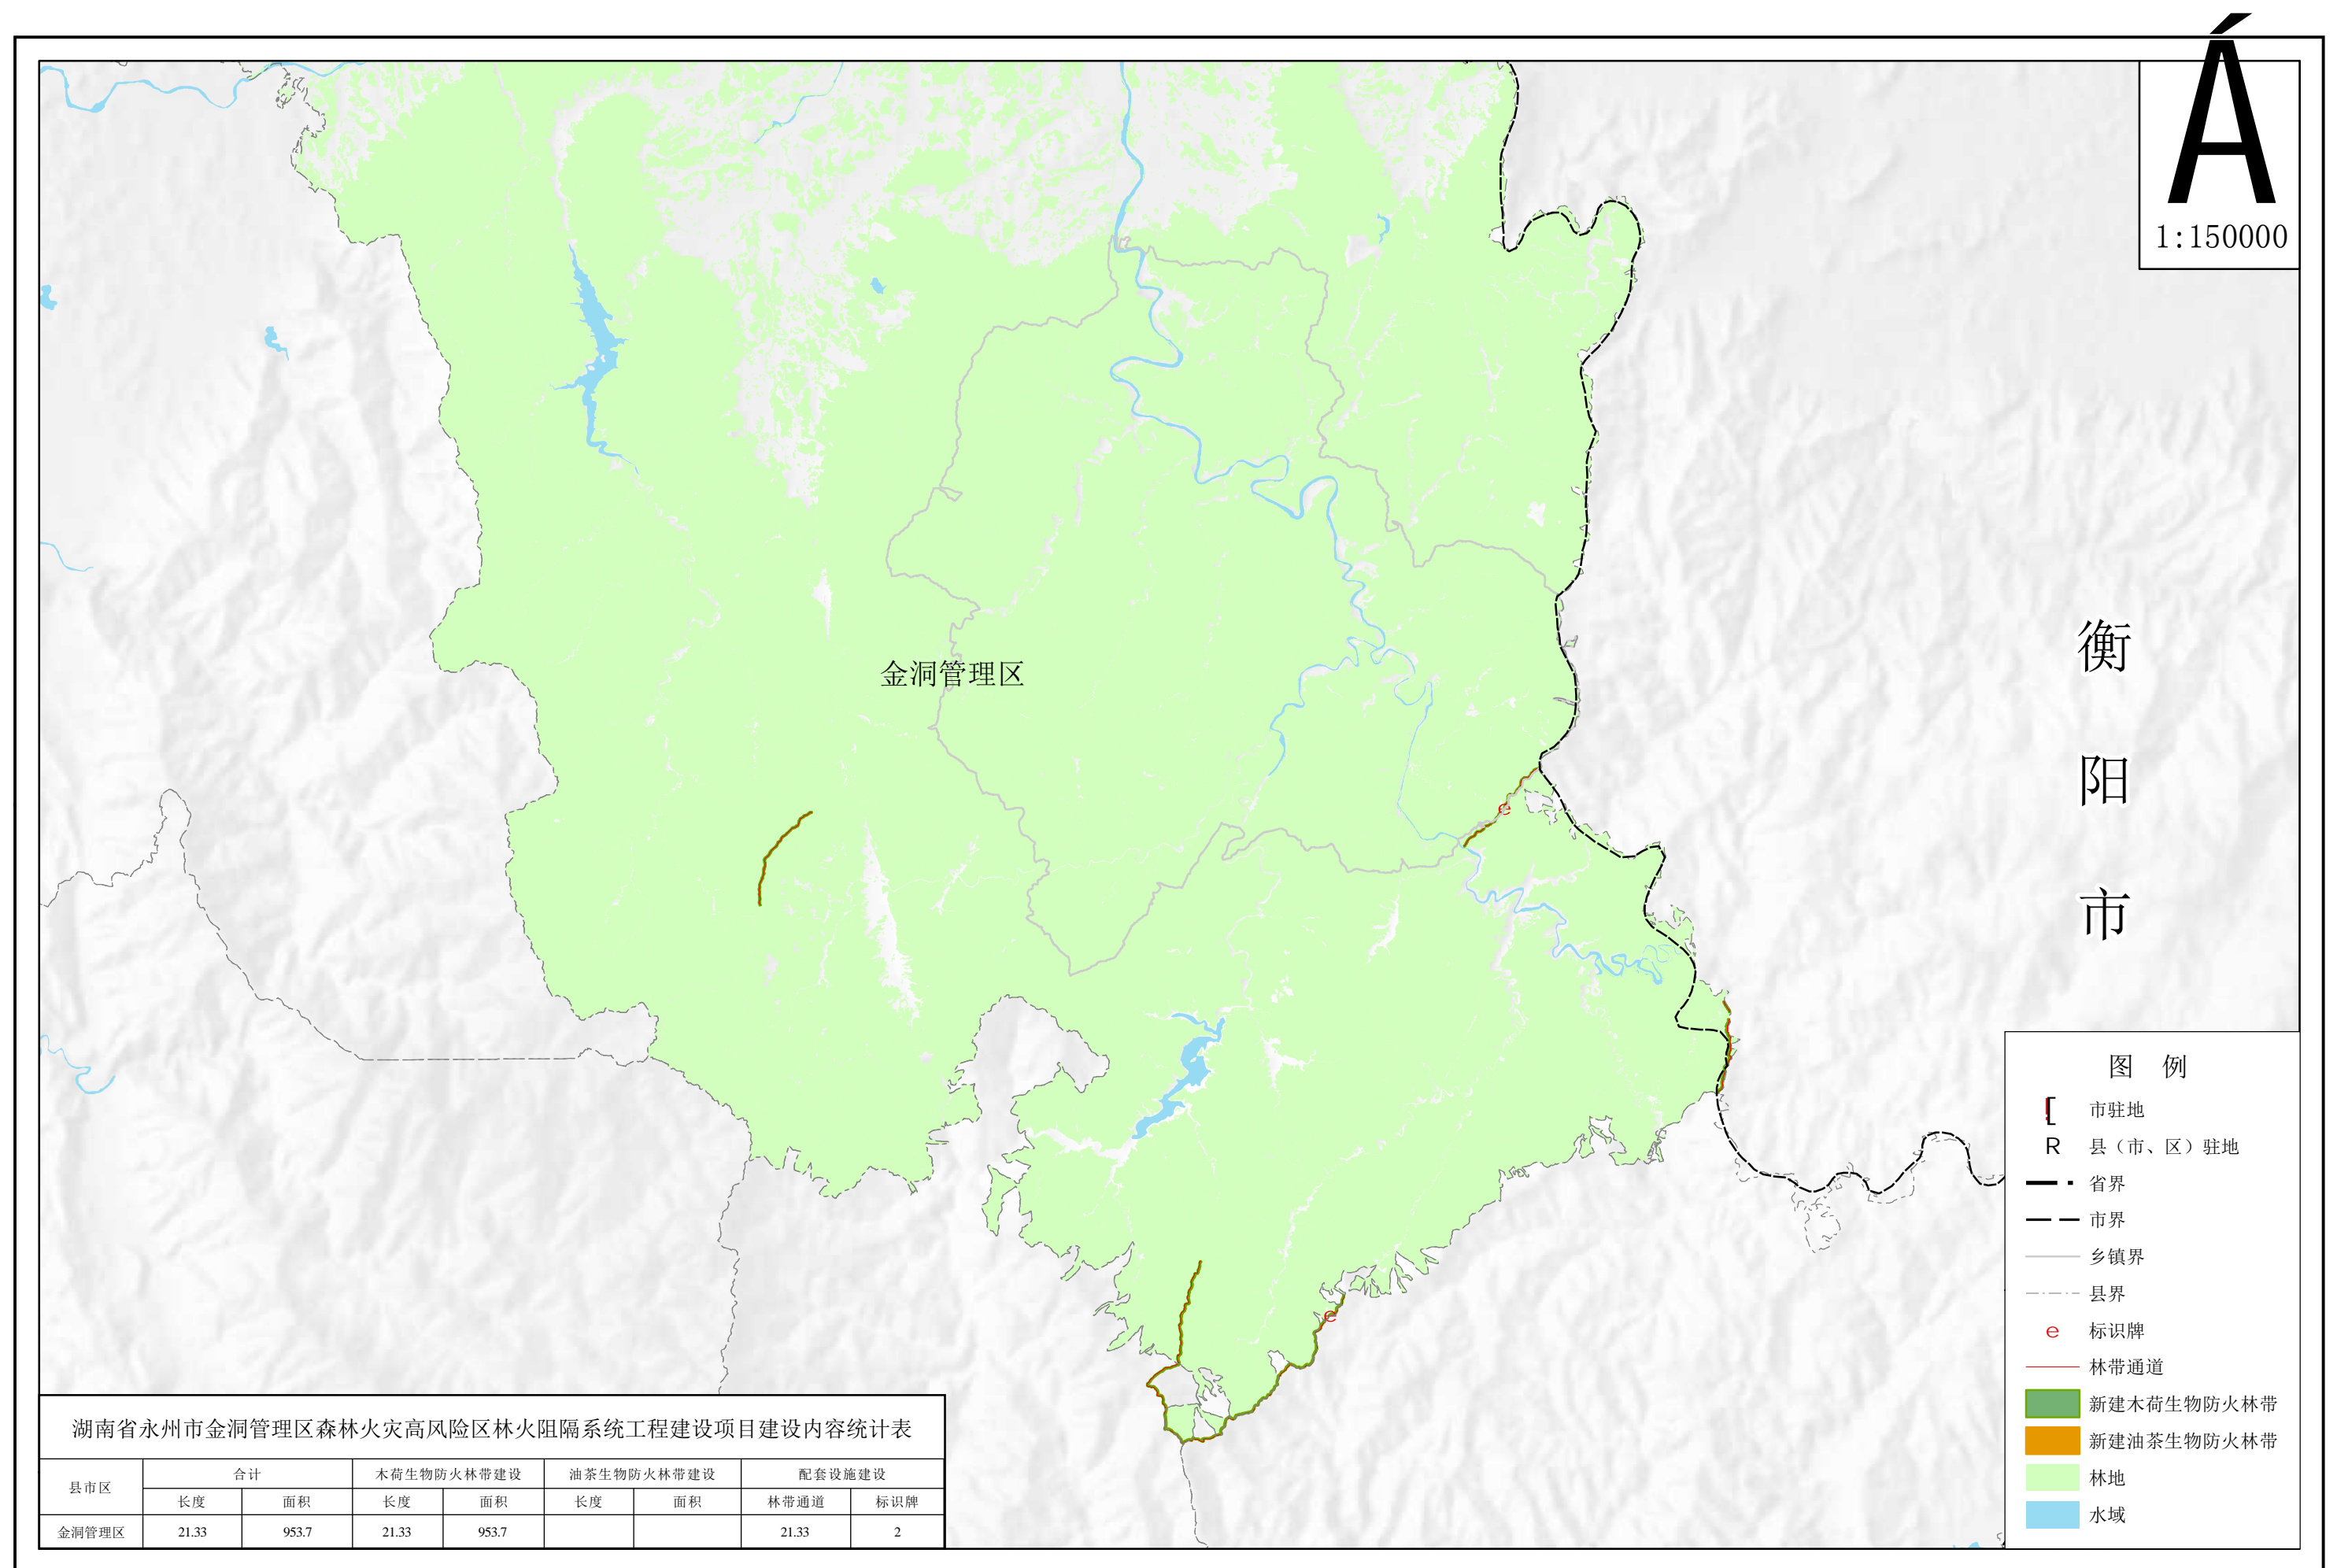 Á
1:150000
金洞管理区
衡
阳
市
图 例
[ 市驻地
R 县（市、区）驻地
省界
市界
乡镇界
县界
e 标识牌
林带通道
新建木荷生物防火林带
新建油茶生物防火林带
林地
水域
e
e
湖南省永州市金洞管理区森林火灾高风险区林火阻隔系统工程建设项目建设内容统计表
县市区 合计 木荷生物防火林带建设 油茶生物防火林带建设 配套设施建设
长度 面积 长度 面积 长度 面积 林带通道 标识牌
金洞管理区 21.33 953.7 21.33 953.7 21.33 2